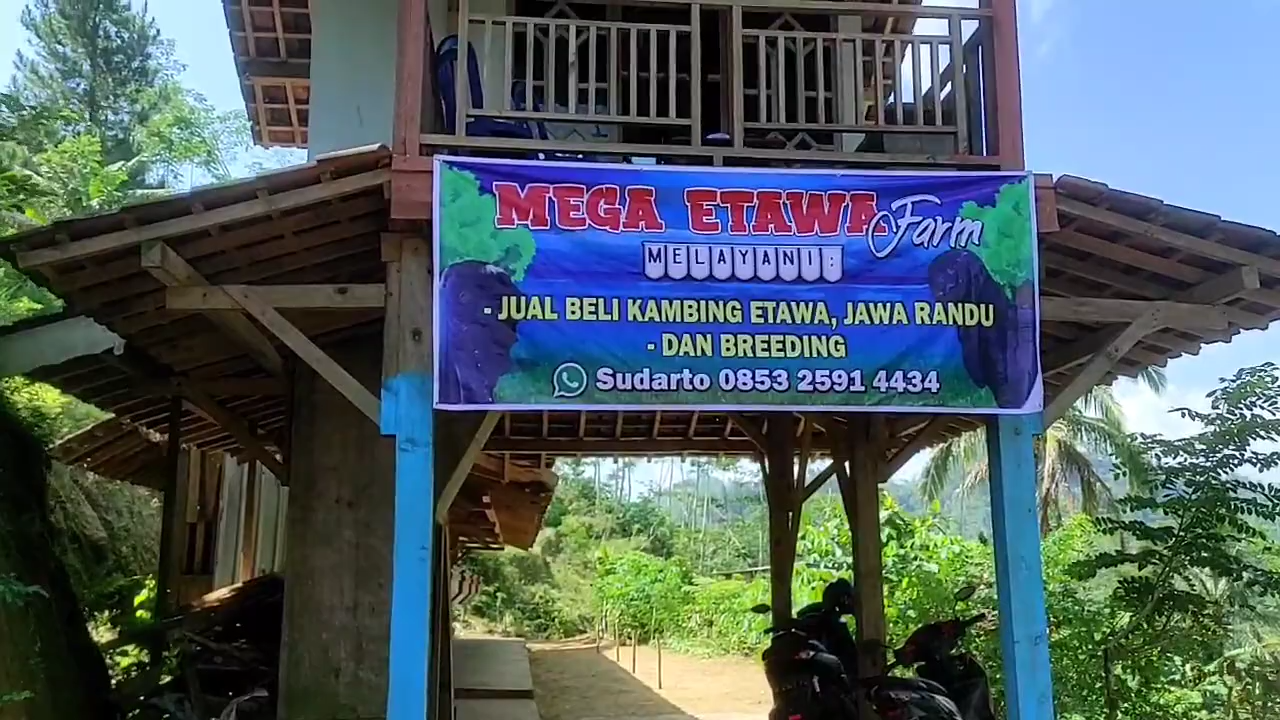 MEGA ETAWA Farm
MELAYANI:
- JUAL BELI KAMBING ETAWA, JAWA RANDU
- DAN BREEDING
Sudarto 0853 2591 4434